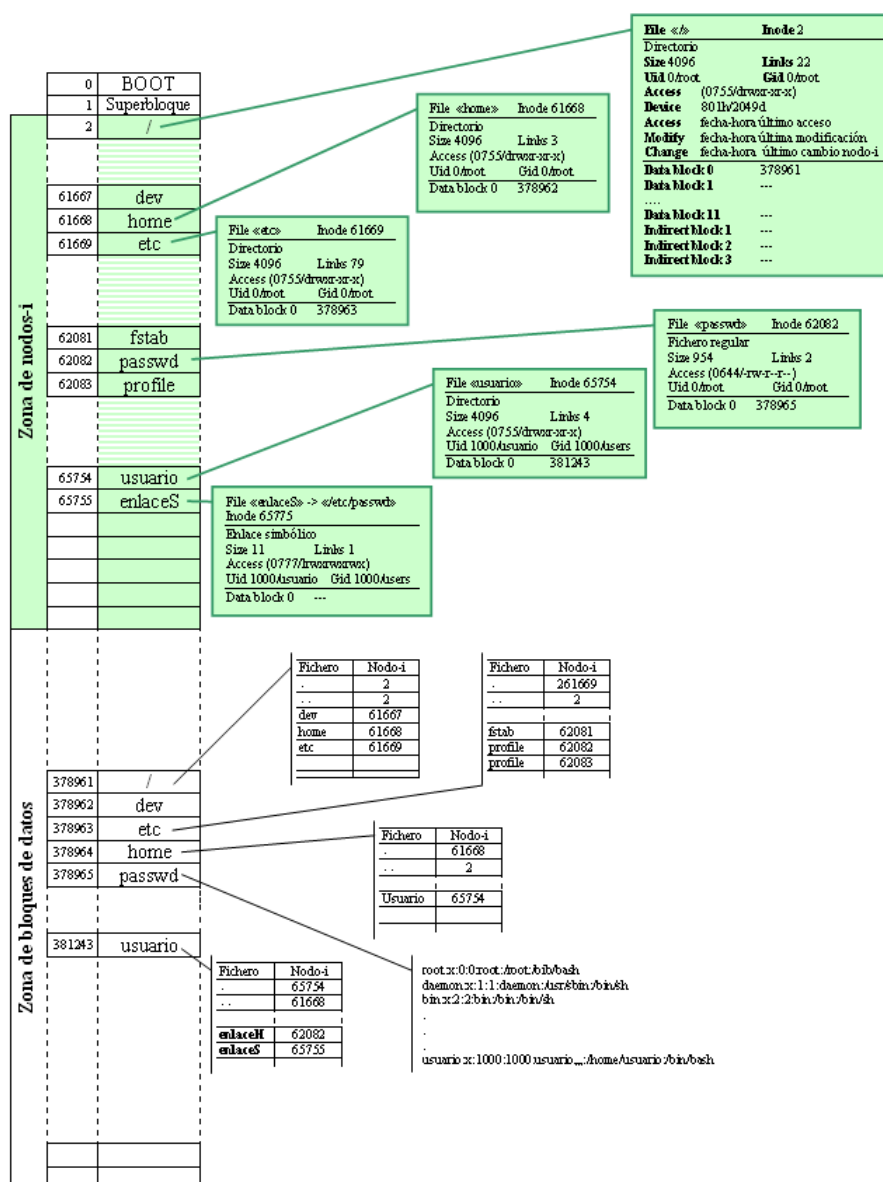 0 BOOT
1 Superbloque
2 /
61667 dev
61668 home
61669 etc
62081 fstab
62082 passwd
62083 profile
65754 usuario
65755 enlaceS
Zona de nodos-i
File «/» Inode 2
Directorio
Size 4096 Links 22
Uid 0/root Gid 0/root
Access (0755/drwxr-xr-x)
Device 801h/2049d
Access fecha-hora último acceso
Modify fecha-hora última modificación
Change fecha-hora último cambio nodo-i
Data block 0 378961
Data block 1 ---
....
Data block 11 ---
Indirect block 1 ---
Indirect block 2 ---
Indirect block 3 ---
File «home» Inode 61668
Directorio
Size 4096 Links 3
Access (0755/drwxr-xr-x)
Uid 0/root Gid 0/root
Data block 0 378962
File «etc» Inode 61669
Directorio
Size 4096 Links 79
Access (0755/drwxr-xr-x)
Uid 0/root Gid 0/root
Data block 0 378963
File «passwd» Inode 62082
Fichero regular
Size 954 Links 2
Access (0644/-rw-r--r--)
Uid 0/root Gid 0/root
Data block 0 378965
File «usuario» Inode 65754
Directorio
Size 4096 Links 4
Access (0755/drwxr-xr-x)
Uid 1000/usuario Gid 1000/users
Data block 0 381243
File «enlaceS» -> «/etc/passwd»
Inode 65775
Enlace simbólico
Size 11 Links 1
Access (0777/lrwxrwxrwx)
Uid 1000/usuario Gid 1000/users
Data block 0 ---
Zona de bloques de datos
378961 /
378962 dev
378963 etc
378964 home
378965 passwd
381243 usuario
Fichero Nodo-i
. 2
. . 2
dev 61667
home 61668
etc 61669
Fichero Nodo-i
. 261669
. . 2
fstab 62081
profile 62082
profile 62083
Fichero Nodo-i
. 61668
. . 2
Usuario 65754
Fichero Nodo-i
. 65754
. . 61668
enlaceH 62082
enlaceS 65755
root:x:0:0:root:/root:/bib/bash
daemon:x:1:1:daemon:/usr/sbin:/bin/sh
bin:x:2:2:bin:/bin:/bin/sh
.
.
.
usuario:x:1000:1000:usuario,,,:/home/usuario:/bin/bash